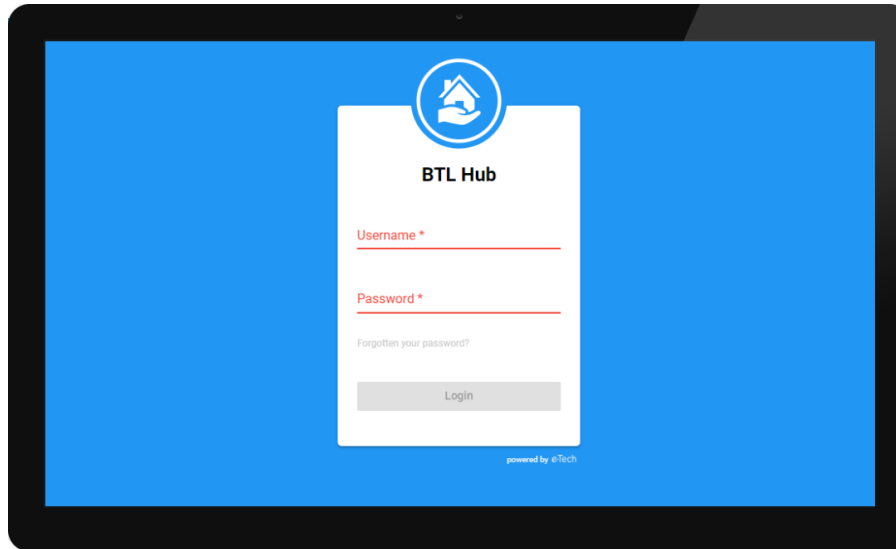 BTL Hub
Username *
Password *
Forgotten your password?
Login
powered by eTech